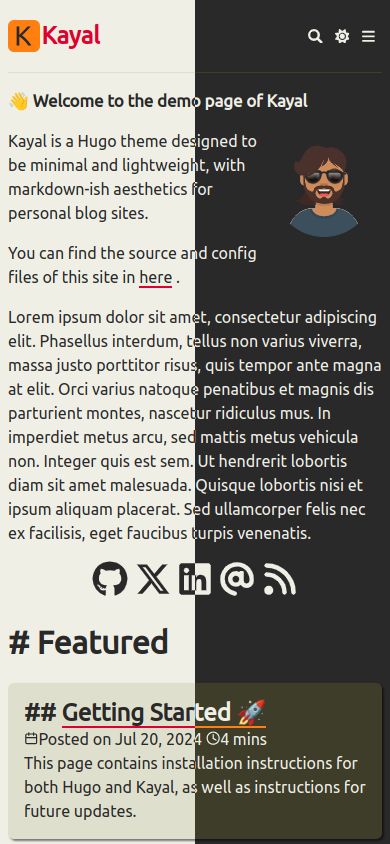 K Kayal
👋 Welcome to the demo page of Kayal
Kayal is a Hugo theme designed to
be minimal and lightweight, with
markdown-ish aesthetics for
personal blog sites.
You can find the source and config
files of this site in here .
Lorem ipsum dolor sit amet, consectetur adipiscing
elit. Phasellus interdum, tellus non varius viverra,
massa justo porttitor risus, quis tempor ante magna
at elit. Orci varius natoque penatibus et magnis dis
parturient montes, nascetur ridiculus mus. In
imperdiet metus arcu, sed mattis metus vehicula
non. Integer quis est sem. Ut hendrerit lobortis
diam sit amet malesuada. Quisque lobortis nisi et
ipsum aliquam placerat. Sed ullamcorper felis nec
ex facilisis, eget faucibus turpis venenatis.
# Featured
## Getting Started 🚀
Posted on Jul 20, 2024 4 mins
This page contains installation instructions for
both Hugo and Kayal, as well as instructions for
future updates.